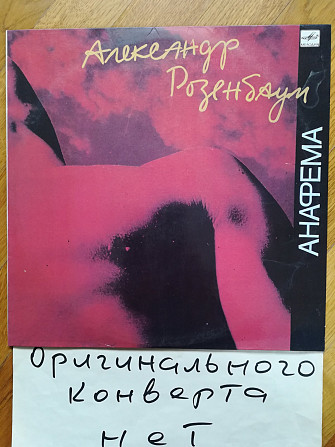 Александр
Розенбаум
АНАФЕМА
Оригинального
конверта
нет